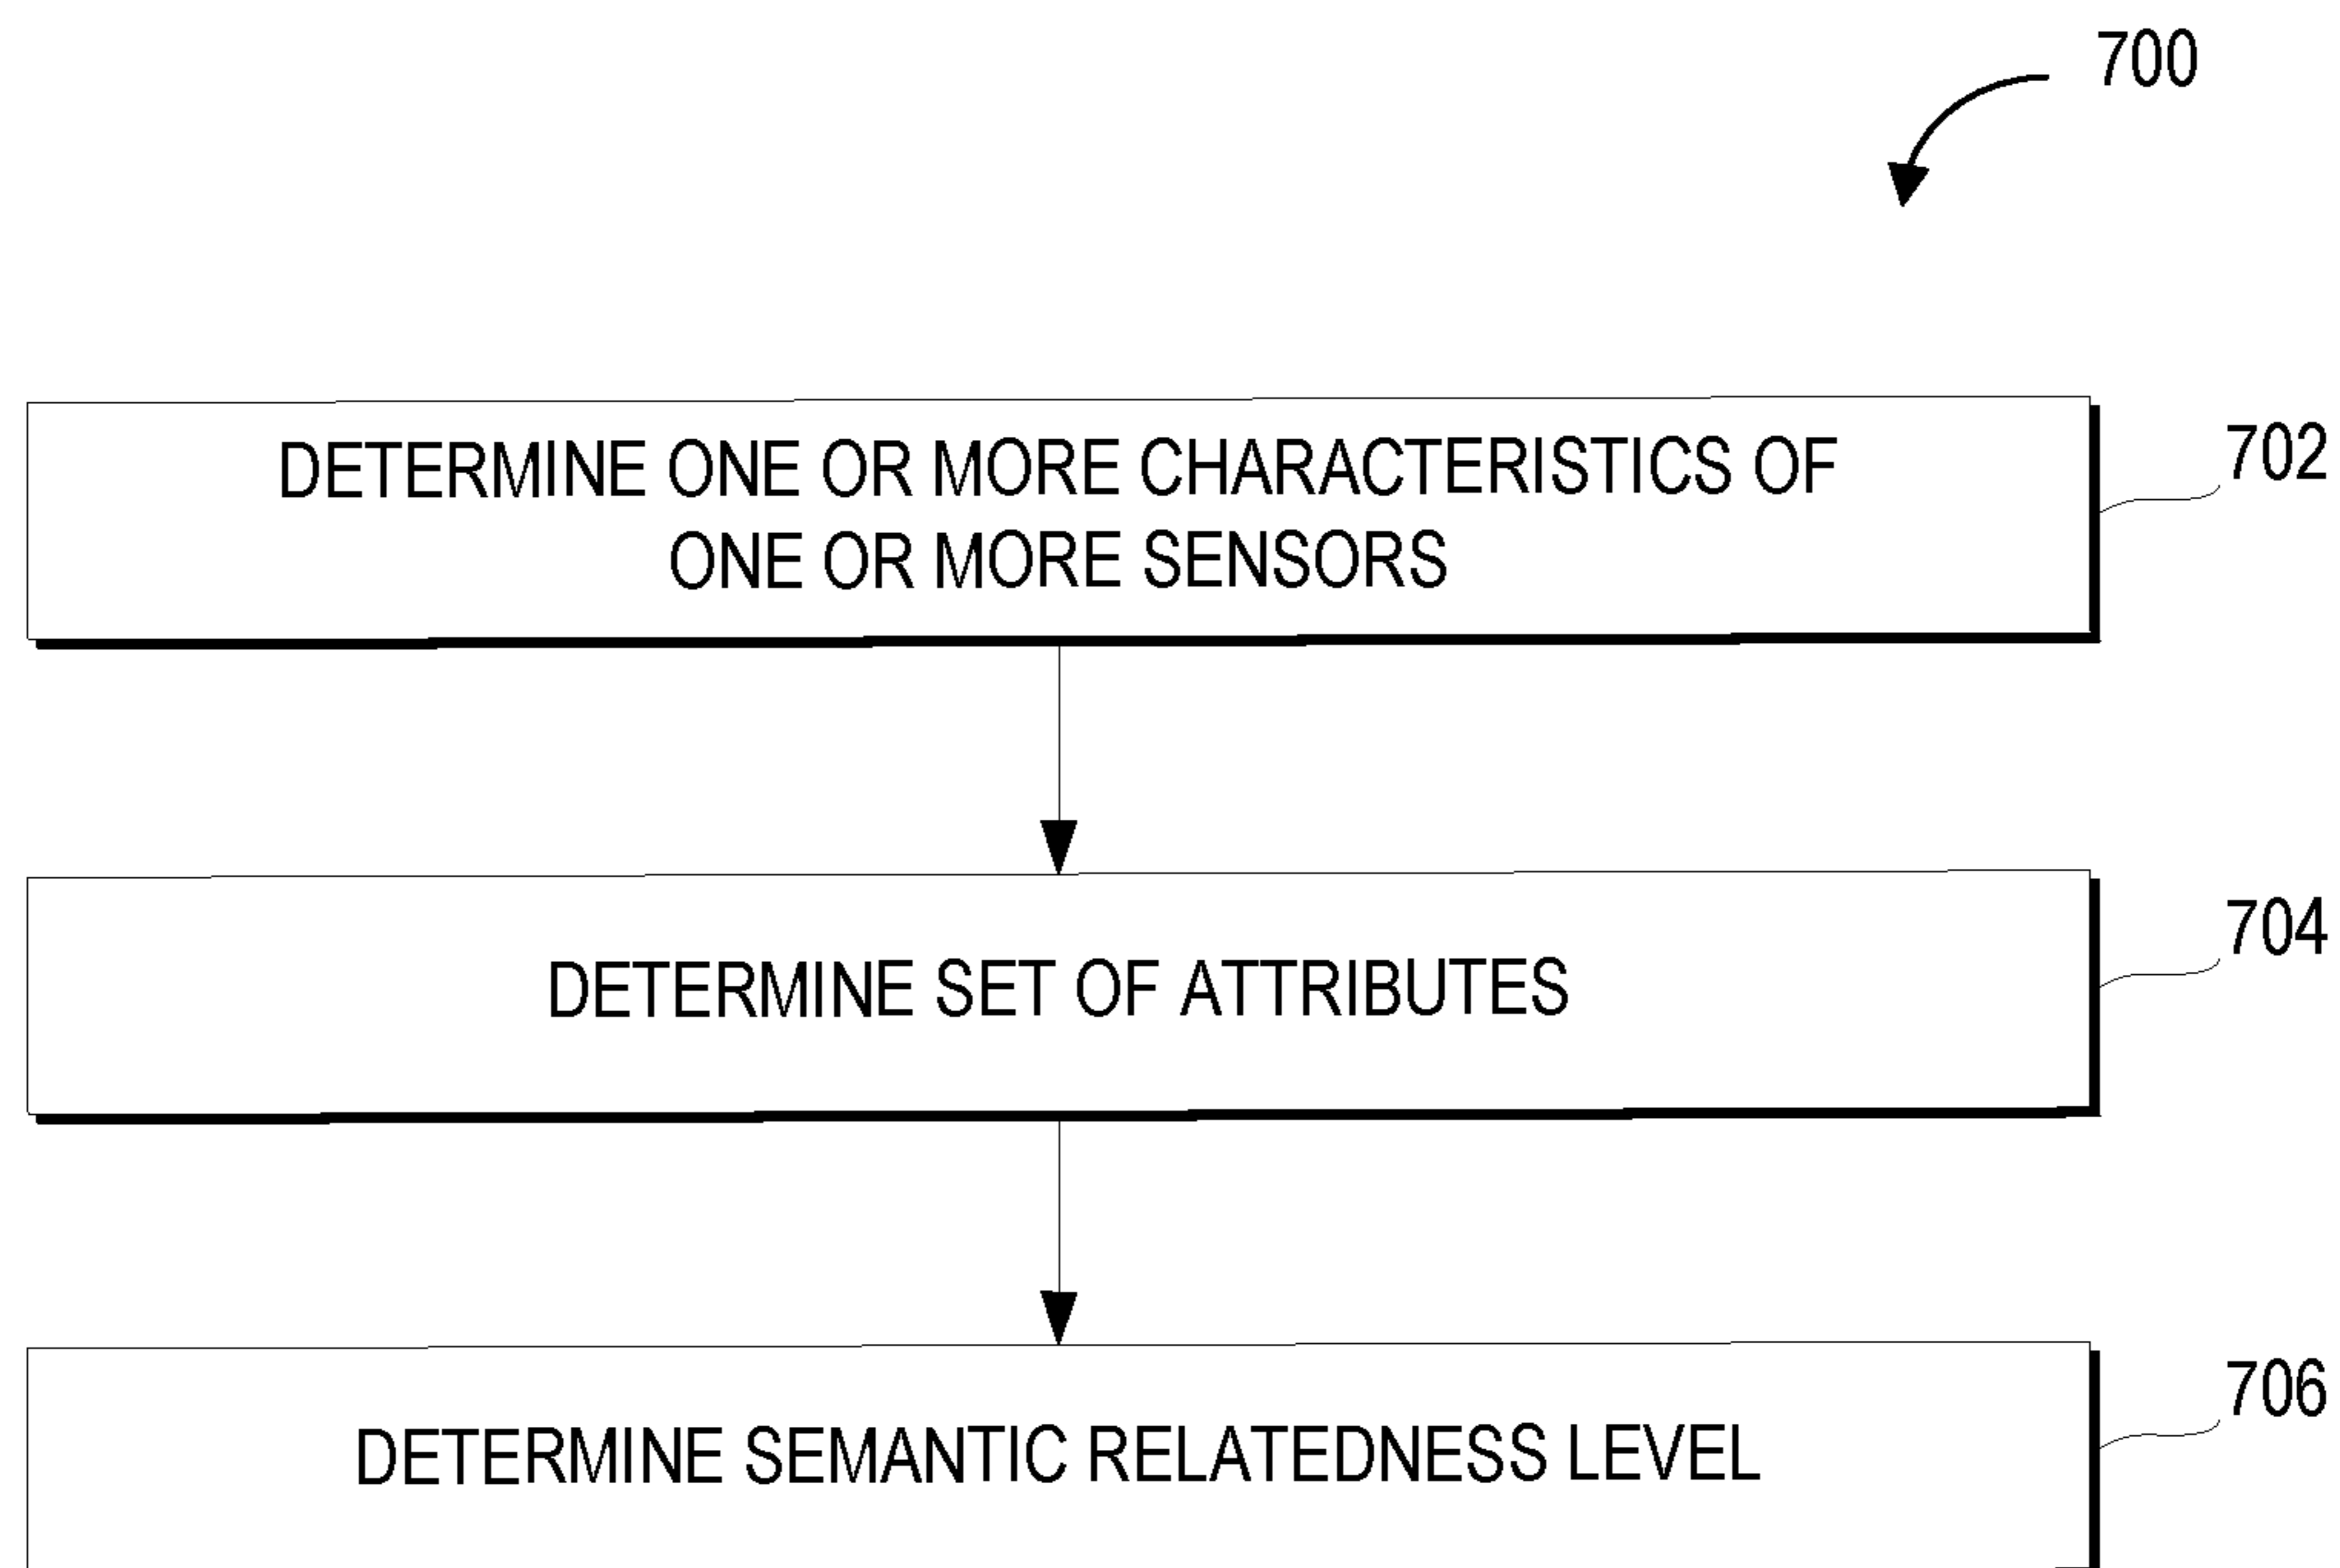 700
DETERMINE ONE OR MORE CHARACTERISTICS OF
ONE OR MORE SENSORS
702
DETERMINE SET OF ATTRIBUTES
704
DETERMINE SEMANTIC RELATEDNESS LEVEL
706